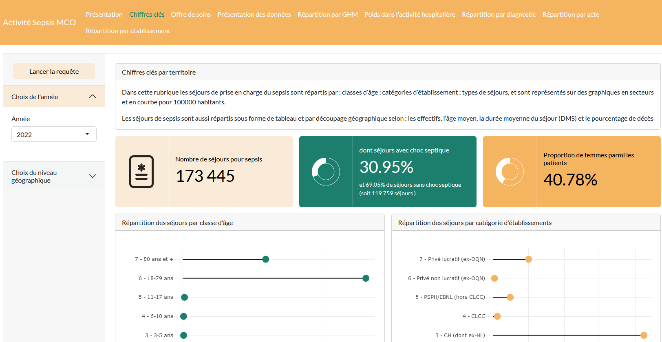 Activité Sepsis MCO
Présentation Chiffres clés Offre de soins Présentation des données Répartition par GHM Poids dans l'activité hospitalière Répartition par diagnostic Répartition par acte
Répartition par établissement
Lancer la requête
Choix de l'année
Année
2022
Choix du niveau
géographique
Chiffres clés par territoire
Dans cette rubrique les séjours de prise en charge du sepsis sont répartis par : classes d'âge ; catégories d'établissement ; types de séjours, et sont représentés sur des graphiques en secteurs
et en courbe pour 100000 habitants.
Les séjours de sepsis sont aussi répartis sous forme de tableau et par découpage géographique selon : les effectifs, l'âge moyen, la durée moyenne du séjour (DMS) et le pourcentage de décès
Nombre de séjours pour sepsis
173 445
dont séjours avec choc septique
30.95%
et 69.05% de séjours sans choc septique
(soit 119 759 séjours )
Proportion de femmes parmi les
patients
40.78%
Répartition des séjours par classe d'âge
7 - 80 ans et +
6 - 18-79 ans
5 - 11-17 ans
4 - 6-10 ans
3 - 3-5 ans
Répartition des séjours par catégorie d'établissements
7 - Privé lucratif (ex-OQN)
6 - Privé non lucratif (ex-OQN)
5 - PSPH/EBNL (hors CLCC)
4 - CLCC
3 - CH (dont ex-HL)